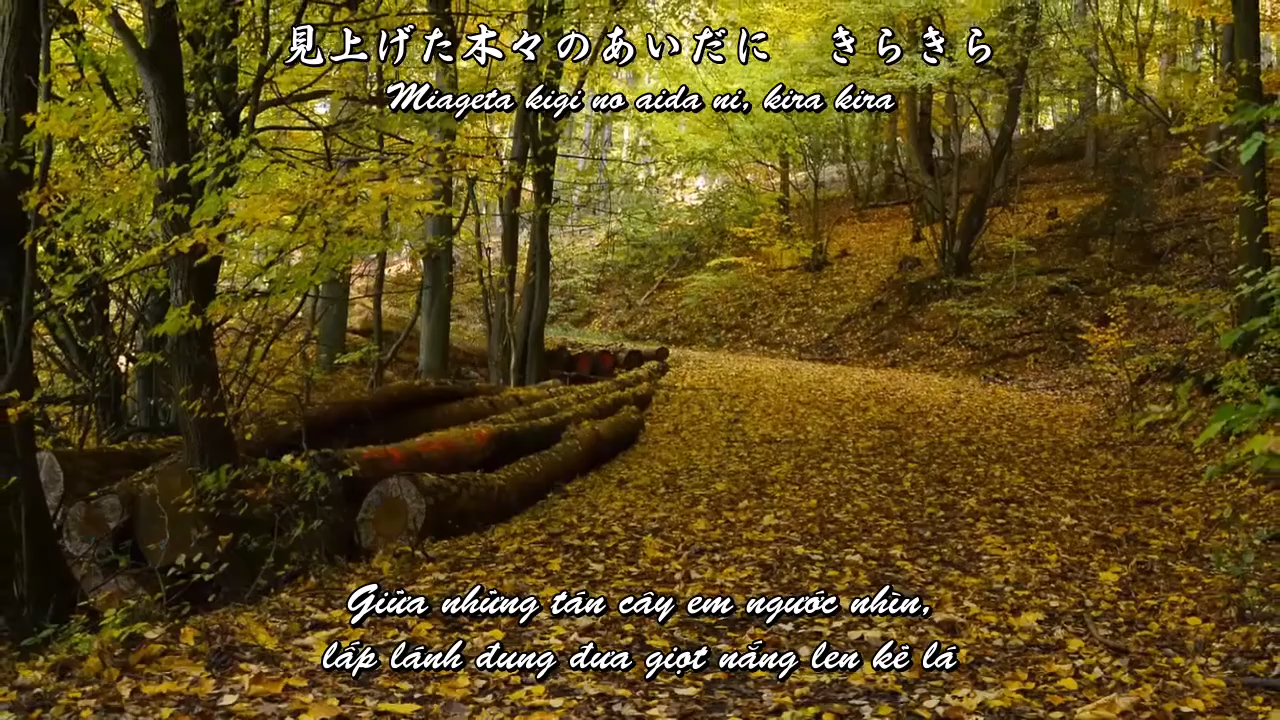 見上げた木々のあいだに　きらきら
Miageta kigi no aida ni, kira kira
Giữa những tán cây em ngước nhìn,
lấp lánh đung đưa giọt nắng len kẽ lá